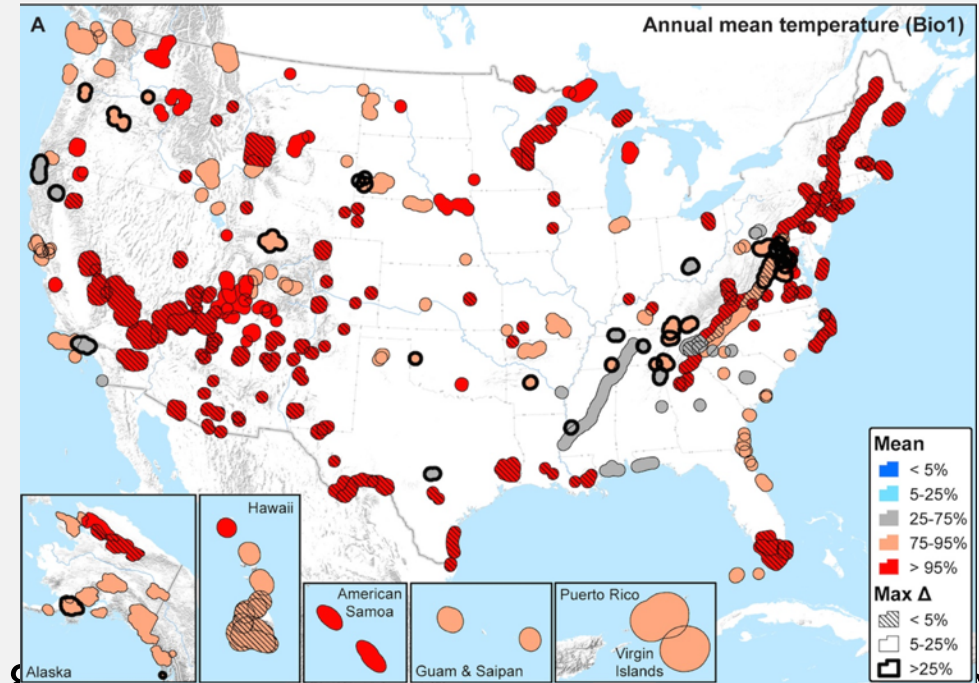 A
Annual mean temperature (Bio1)
Mean
< 5%
5-25%
25-75%
75-95%
> 95%
Max Δ
< 5%
5-25%
>25%
Alaska
Hawaii
American
Samoa
Guam & Saipan
Puerto Rico
Virgin
Islands